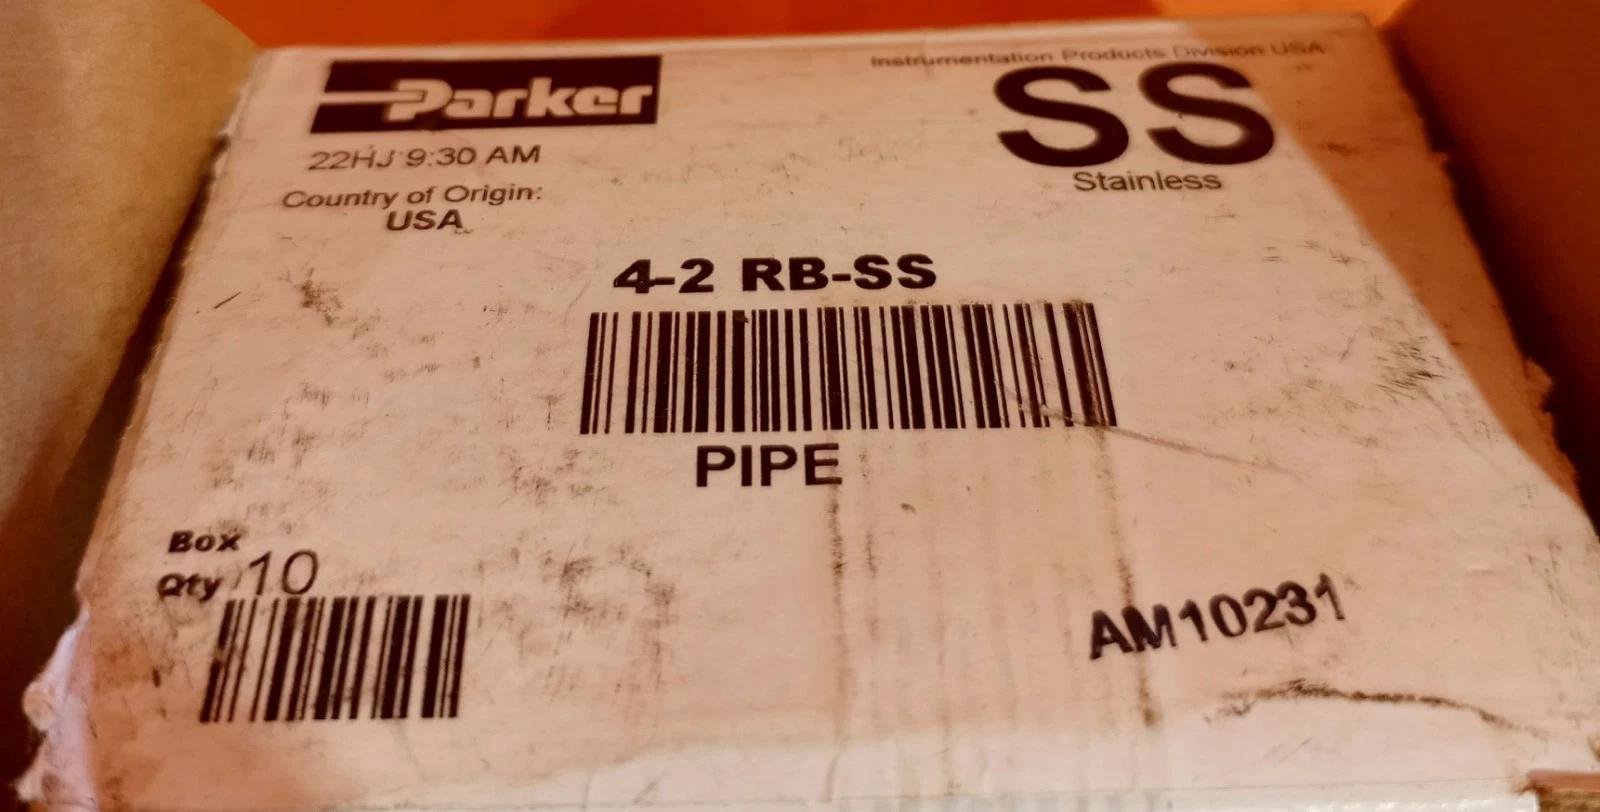 Parker
Instrumentation Products Division USA
SS
Stainless
22HJ 9:30 AM
Country of Origin:
USA
4-2 RB-SS
PIPE
Box
Qty 10
AM10231